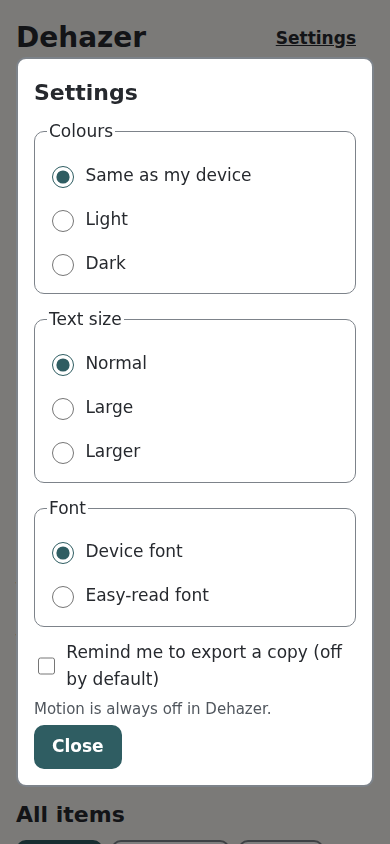 Dehazer
Settings
Settings
Colours
Same as my device
Light
Dark
Text size
Normal
Large
Larger
Font
Device font
Easy-read font
Remind me to export a copy (off
by default)
Motion is always off in Dehazer.
Close
All items